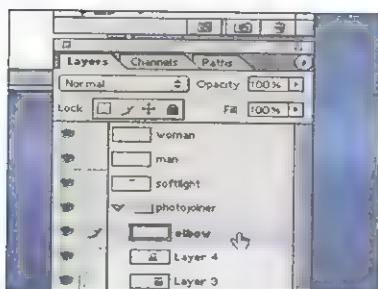 Layers Channels Paths
Normal Opacity 100%
Lock Fill 100%
woman
man
softlight
photojoiner
elbow
Layer 4
Layer 3